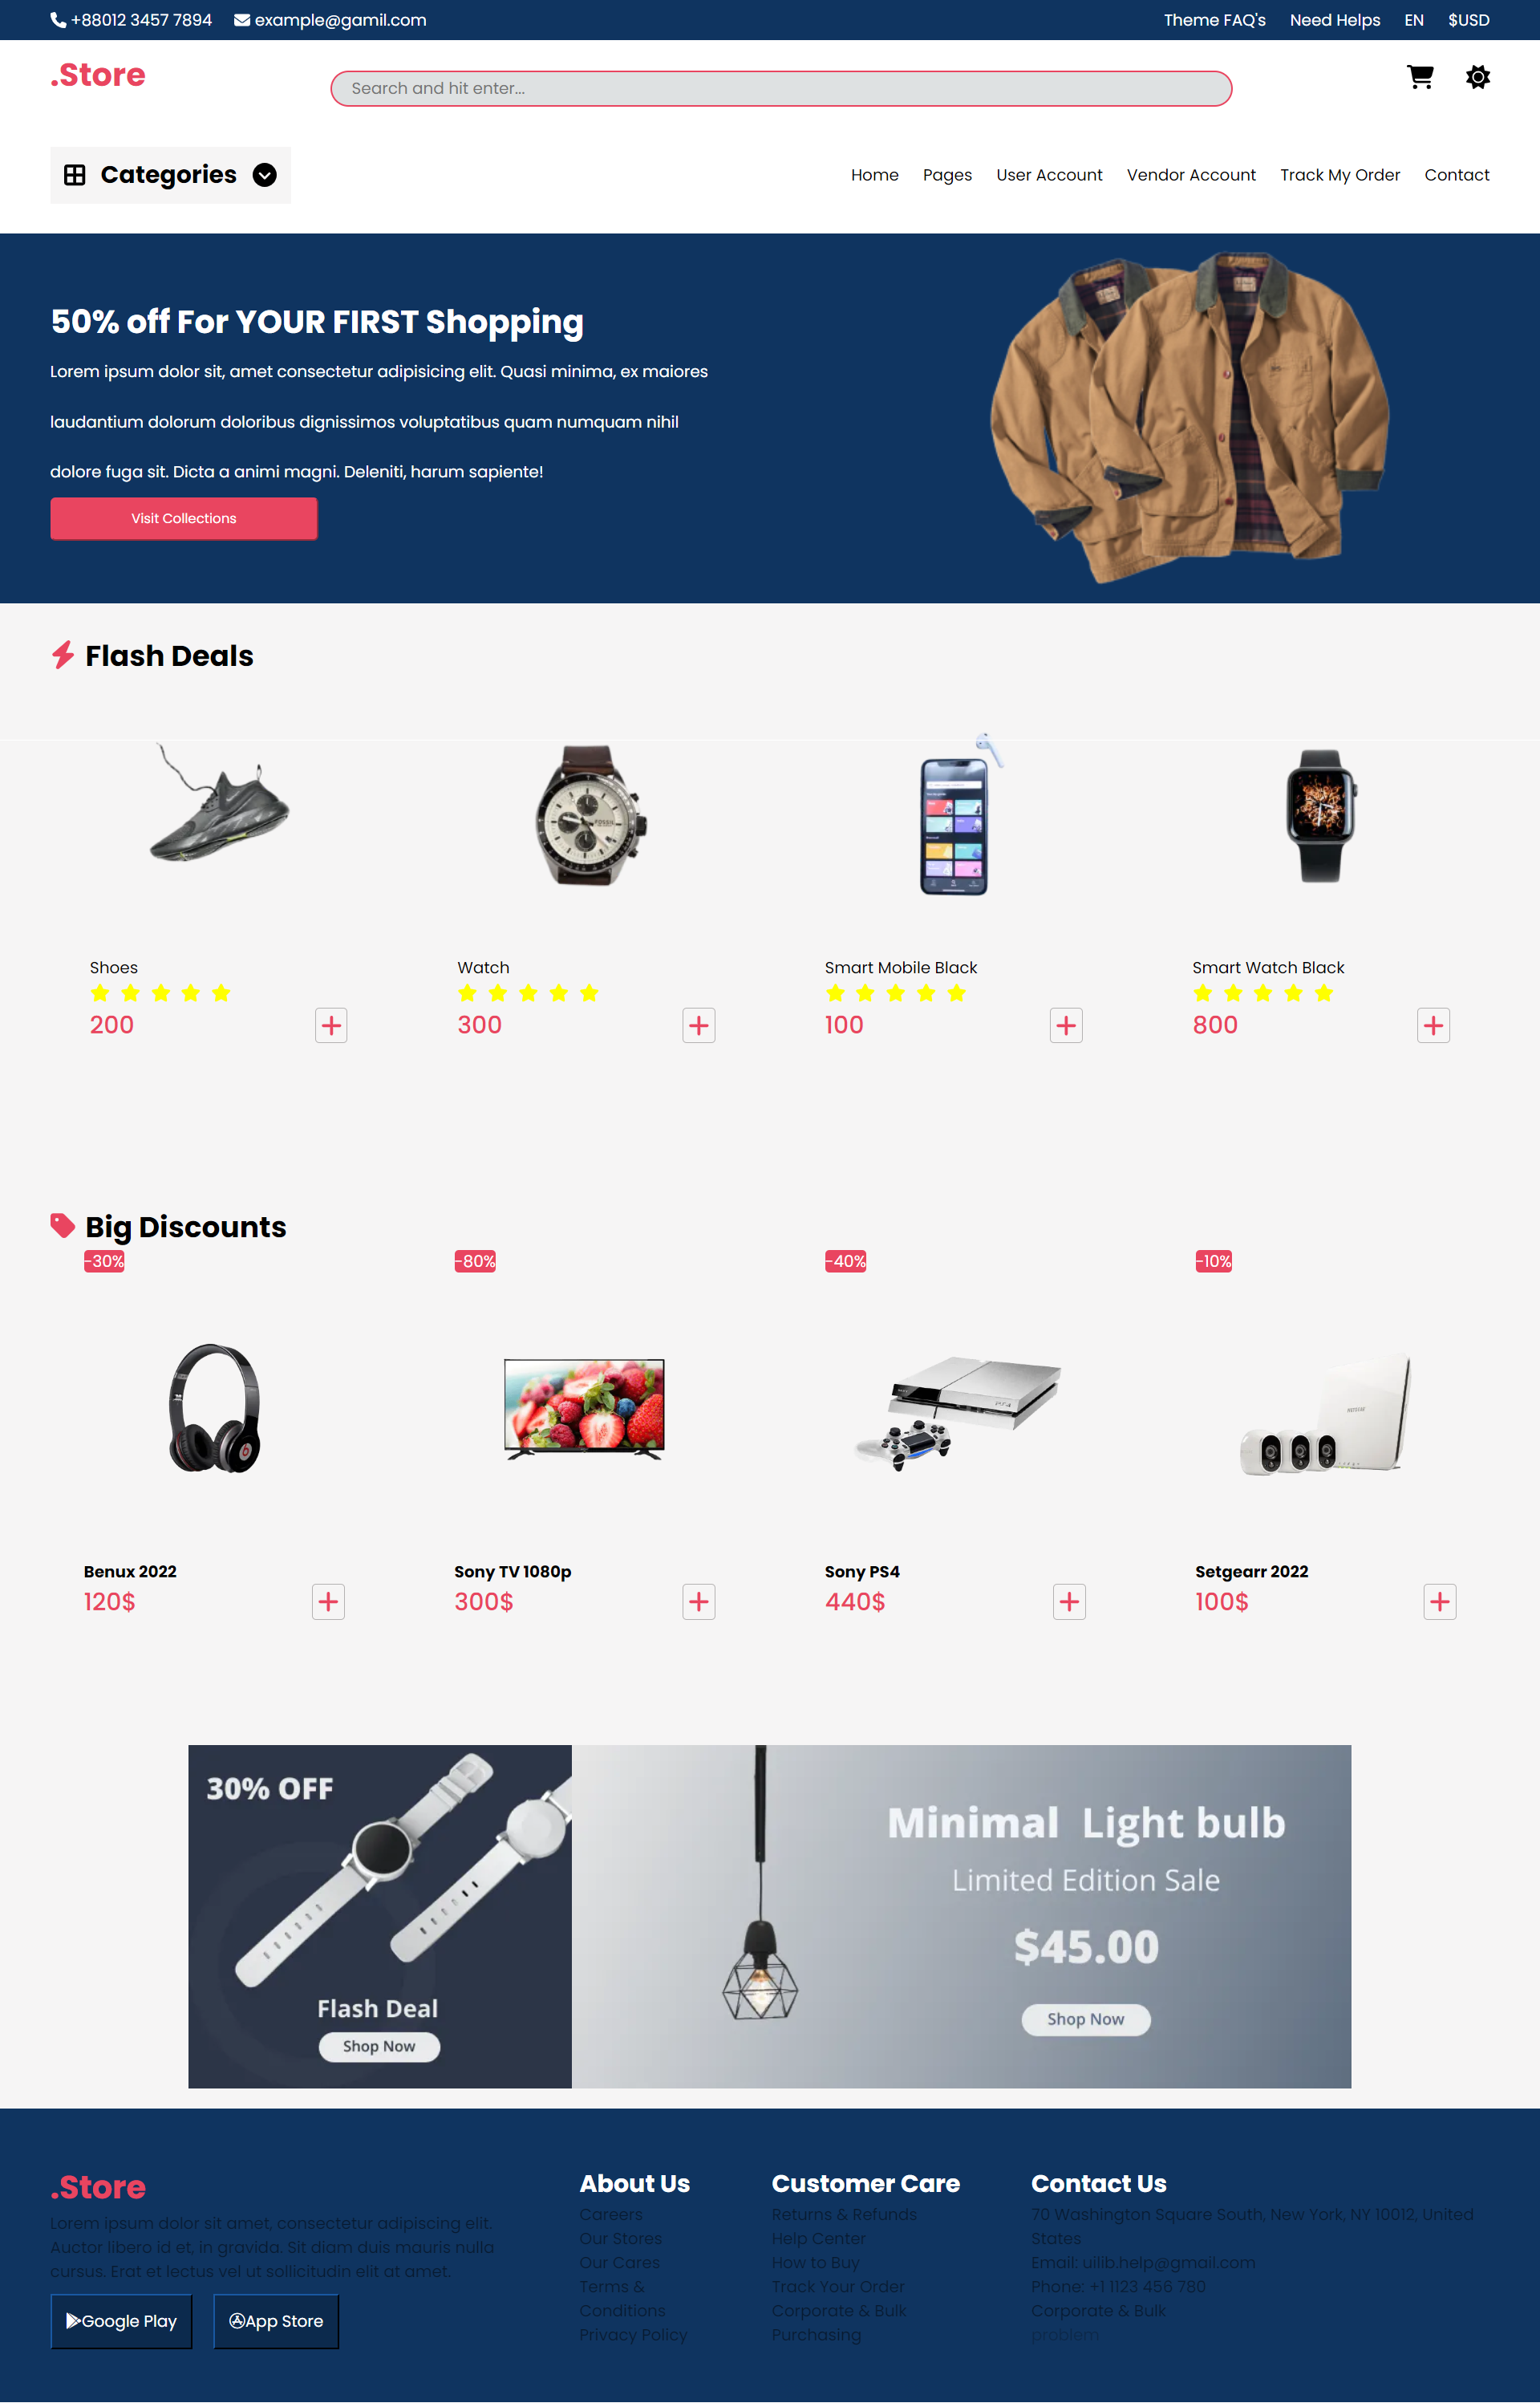 +88012 3457 7894 example@gamil.com Theme FAQ's Need Helps EN $USD
.Store
Search and hit enter...
Categories
Home Pages User Account Vendor Account Track My Order Contact
50% off For YOUR FIRST Shopping
Lorem ipsum dolor sit, amet consectetur adipisicing elit. Quasi minima, ex maiores
laudantium dolorum doloribus dignissimos voluptatibus quam numquam nihil
dolore fuga sit. Dicta a animi magni. Deleniti, harum sapiente!
Visit Collections
Flash Deals
FOSSIL
Shoes
200
Watch
300
Smart Mobile Black
100
Smart Watch Black
800
Big Discounts
-30%
-80%
-40%
-10%
PS4
NETGEAR
Benux 2022
120$
Sony TV 1080p
300$
Sony PS4
440$
Setgearr 2022
100$
30% OFF
Flash Deal
Shop Now
Minimal Light bulb
Limited Edition Sale
$45.00
Shop Now
.Store
Lorem ipsum dolor sit amet, consectetur adipiscing elit.
Auctor libero id et, in gravida. Sit diam duis mauris nulla
cursus. Erat et lectus vel ut sollicitudin elit at amet.
Google Play App Store
About Us
Careers
Our Stores
Our Cares
Terms &
Conditions
Privacy Policy
Customer Care
Returns & Refunds
Help Center
How to Buy
Track Your Order
Corporate & Bulk
Purchasing
Contact Us
70 Washington Square South, New York, NY 10012, United
States
Email: uilib.help@gmail.com
Phone: +1 1123 456 780
Corporate & Bulk
problem